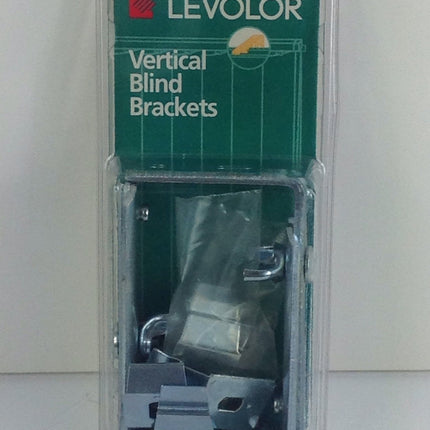 LEVOLOR
Vertical
Blind
Brackets